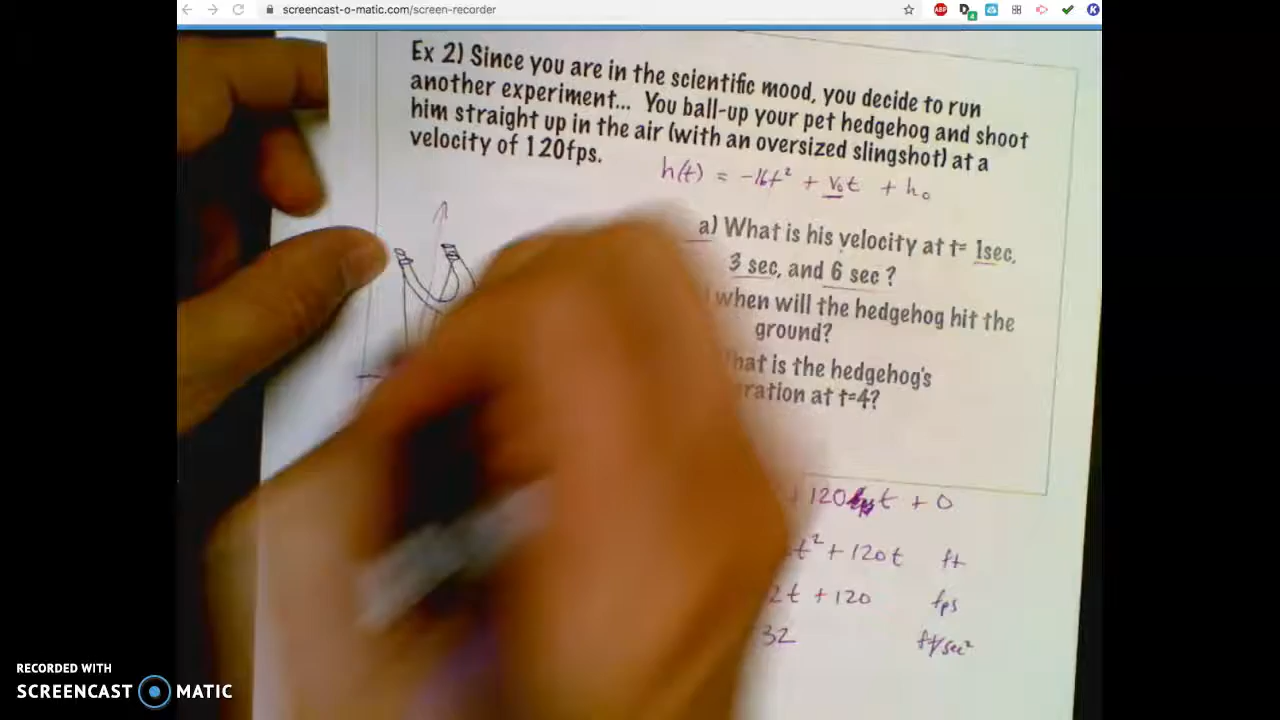 screencast-o-matic.com/screen-recorder
ABP
4
K
Ex 2) Since you are in the scientific mood, you decide to run
another experiment... You ball-up your pet hedgehog and shoot
him straight up in the air (with an oversized slingshot) at a
velocity of 120fps.
h(t) = -16t² + v₀t + h₀
a) What is his velocity at t= 1sec,
3 sec, and 6 sec ?
when will the hedgehog hit the
ground?
is the hedgehog's
at t=4?
120 t + 0
t² + 120t ft
2t + 120 fps
32 ft/sec²
RECORDED WITH
SCREENCAST MATIC